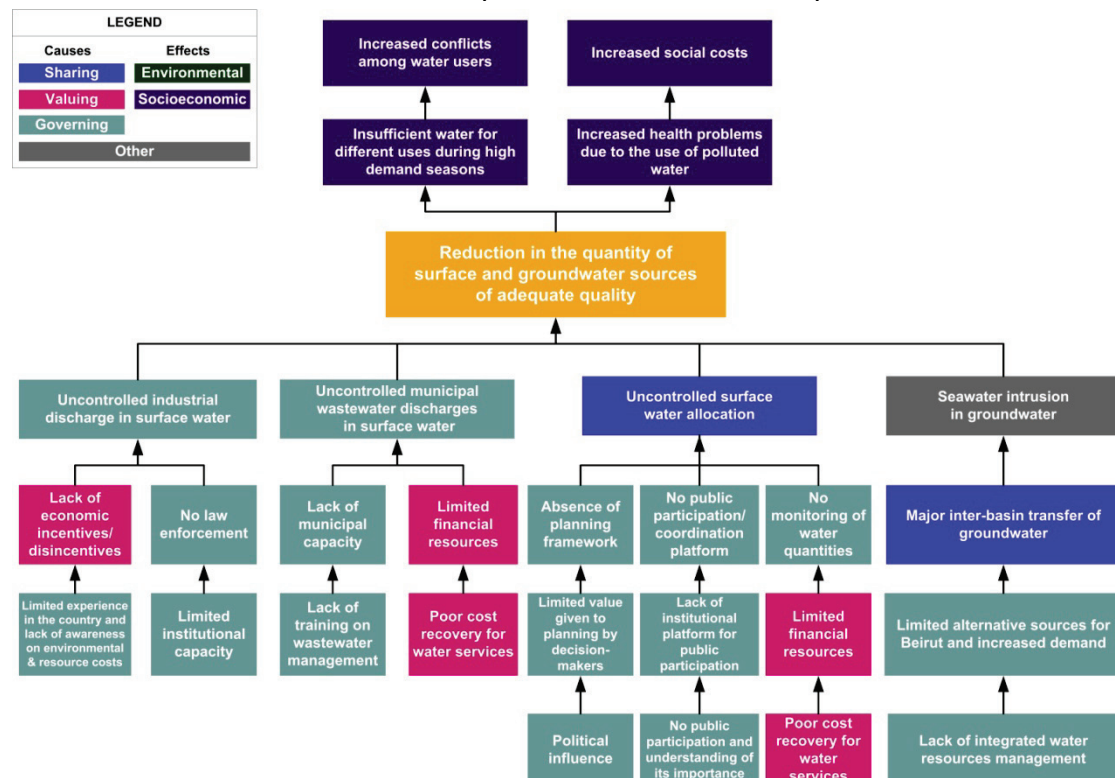 LEGEND
Causes
Effects
Sharing
Environmental
Valuing
Socioeconomic
Governing
Other
Increased conflicts
among water users
Increased social costs
Insufficient water for
different uses during high
demand seasons
Increased health problems
due to the use of polluted
water
Reduction in the quantity of
surface and groundwater sources
of adequate quality
Uncontrolled industrial
discharge in surface water
Uncontrolled municipal
wastewater discharges
in surface water
Uncontrolled surface
water allocation
Seawater intrusion
in groundwater
Lack of
economic
incentives/
disincentives
No law
enforcement
Lack of
municipal
capacity
Limited
financial
resources
Absence of
planning
framework
No public
participation/
coordination
platform
No
monitoring of
water
quantities
Major inter-basin transfer of
groundwater
Limited experience
in the country and
lack of awareness
on environmental
& resource costs
Limited
institutional
capacity
Lack of
training on
wastewater
management
Poor cost
recovery for
water services
Limited value
given to
planning by
decision-
makers
Lack of
institutional
platform for
public
participation
Limited
financial
resources
Limited alternative sources for
Beirut and increased demand
Political
influence
No public
participation and
understanding of
its importance
Poor cost
recovery for
water
services
Lack of integrated water
resources management